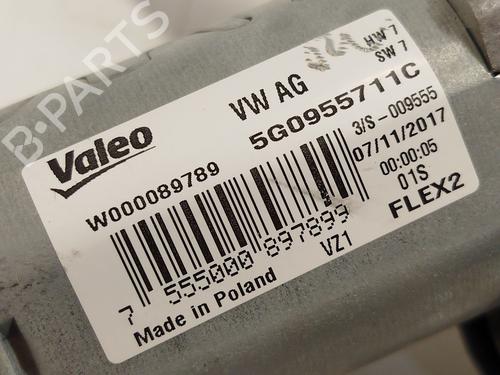 B-PARTS
Valeo
VW AG
HW 7
SW 7
W000089789
5G0955711C
3/S-009555
07/11/2017
00:00:05
01S
FLEX2
7 555000 897899
VZ1
Made in Poland